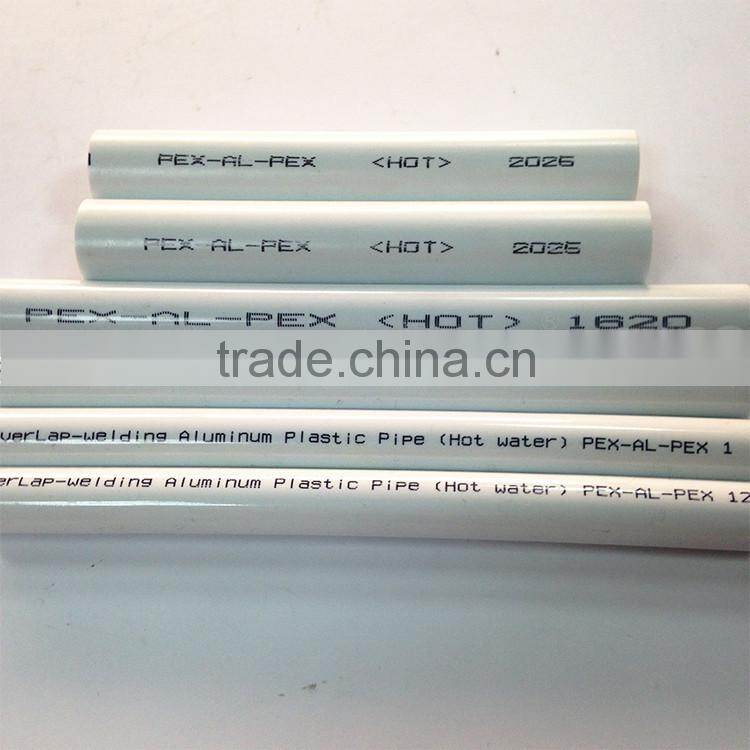 PEX-AL-PEX <HOT> 2025
PEX AL-PEX <HOT> 2025
PEX-AL-PEX <HOT> 1620
trade.china.cn
verLap-welding Aluminum Plastic Pipe (Hot water) PEX-AL-PEX 1
erLap-welding Aluminum Plastic Pipe (Hot water) PEX-AL-PEX 12